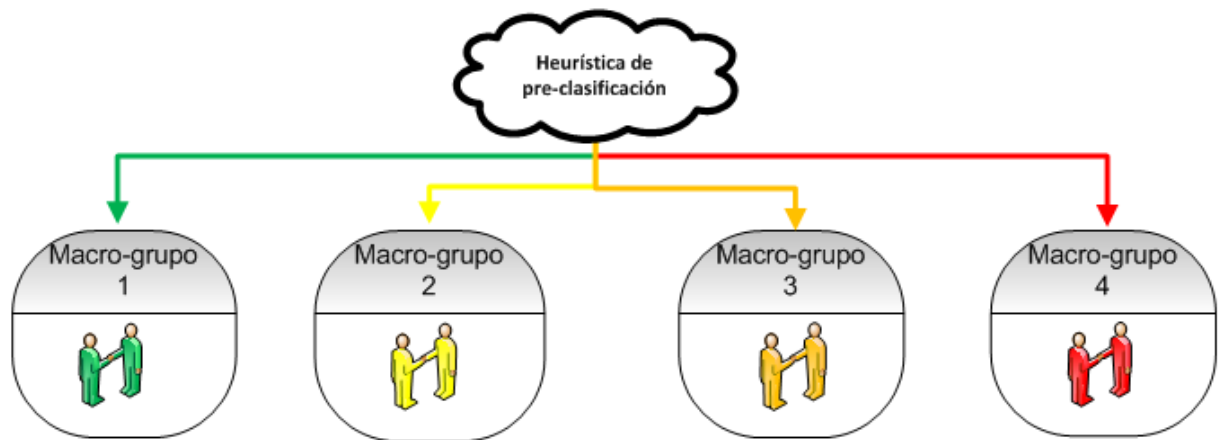 Heurística de
pre-clasificación
Macro-grupo
1
Macro-grupo
2
Macro-grupo
3
Macro-grupo
4